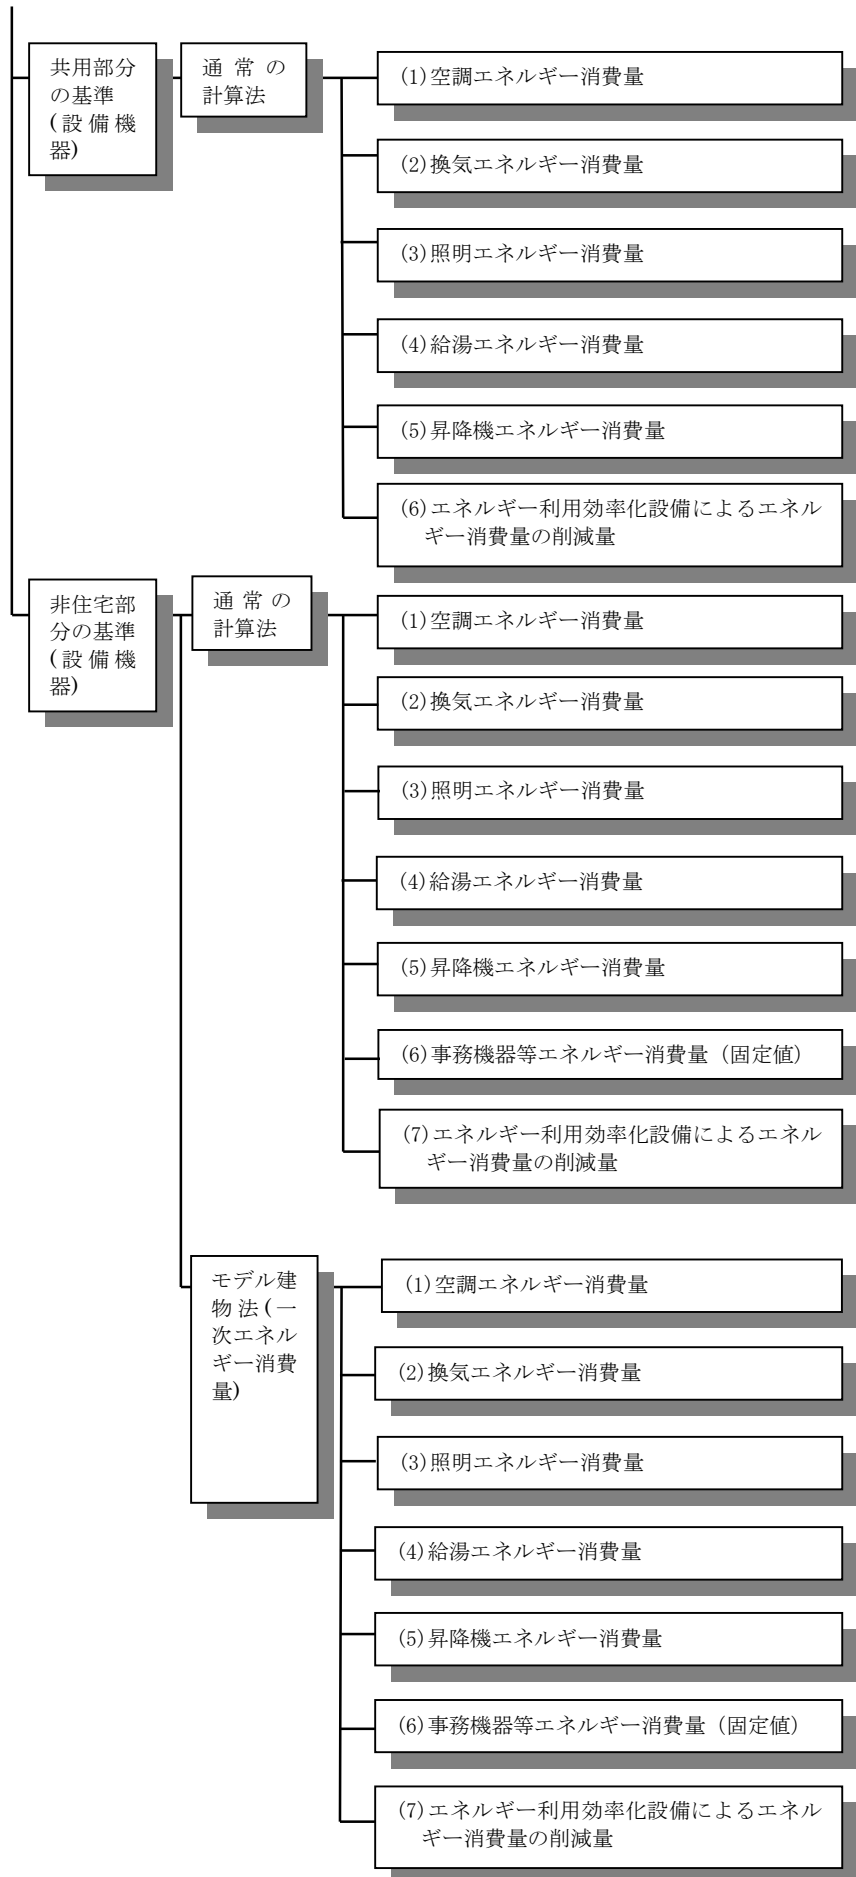 共用部分
の基準
(設備機
器)
通常の
計算法
(1)空調エネルギー消費量
(2)換気エネルギー消費量
(3)照明エネルギー消費量
(4)給湯エネルギー消費量
(5)昇降機エネルギー消費量
(6)エネルギー利用効率化設備によるエネル
ギー消費量の削減量
非住宅部
分の基準
(設備機
器)
通常の
計算法
(1)空調エネルギー消費量
(2)換気エネルギー消費量
(3)照明エネルギー消費量
(4)給湯エネルギー消費量
(5)昇降機エネルギー消費量
(6)事務機器等エネルギー消費量（固定値）
(7)エネルギー利用効率化設備によるエネル
ギー消費量の削減量
モデル建
物法(一
次エネル
ギー消費
量)
(1)空調エネルギー消費量
(2)換気エネルギー消費量
(3)照明エネルギー消費量
(4)給湯エネルギー消費量
(5)昇降機エネルギー消費量
(6)事務機器等エネルギー消費量（固定値）
(7)エネルギー利用効率化設備によるエネル
ギー消費量の削減量